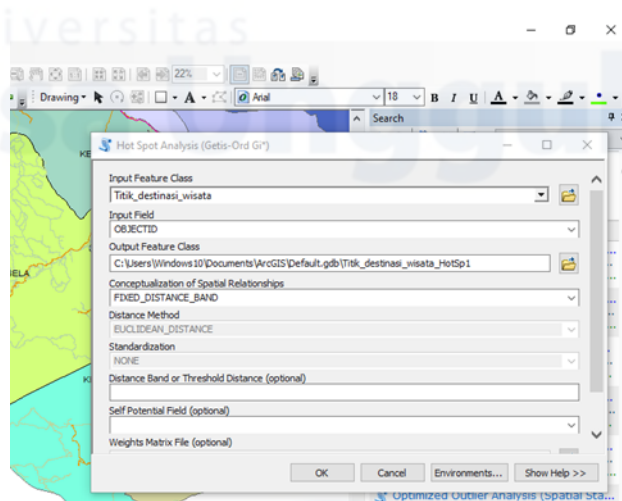 iversitas
22%
Drawing
Arial
18
B I U A
Search
KE
Hot Spot Analysis (Getis-Ord Gi*)
Input Feature Class
Titik_destinasi_wisata
Input Field
OBJECTID
Output Feature Class
C:\Users\Windows10\Documents\ArcGIS\Default.gdb\Titik_destinasi_wisata_HotSp1
BELA
Conceptualization of Spatial Relationships
FIXED_DISTANCE_BAND
Distance Method
EUCLIDEAN_DISTANCE
Standardization
NONE
Distance Band or Threshold Distance (optional)
Self Potential Field (optional)
Weights Matrix File (optional)
OK Cancel Environments... Show Help >>
Optimized Outlier Analysis (Spatial Sta...